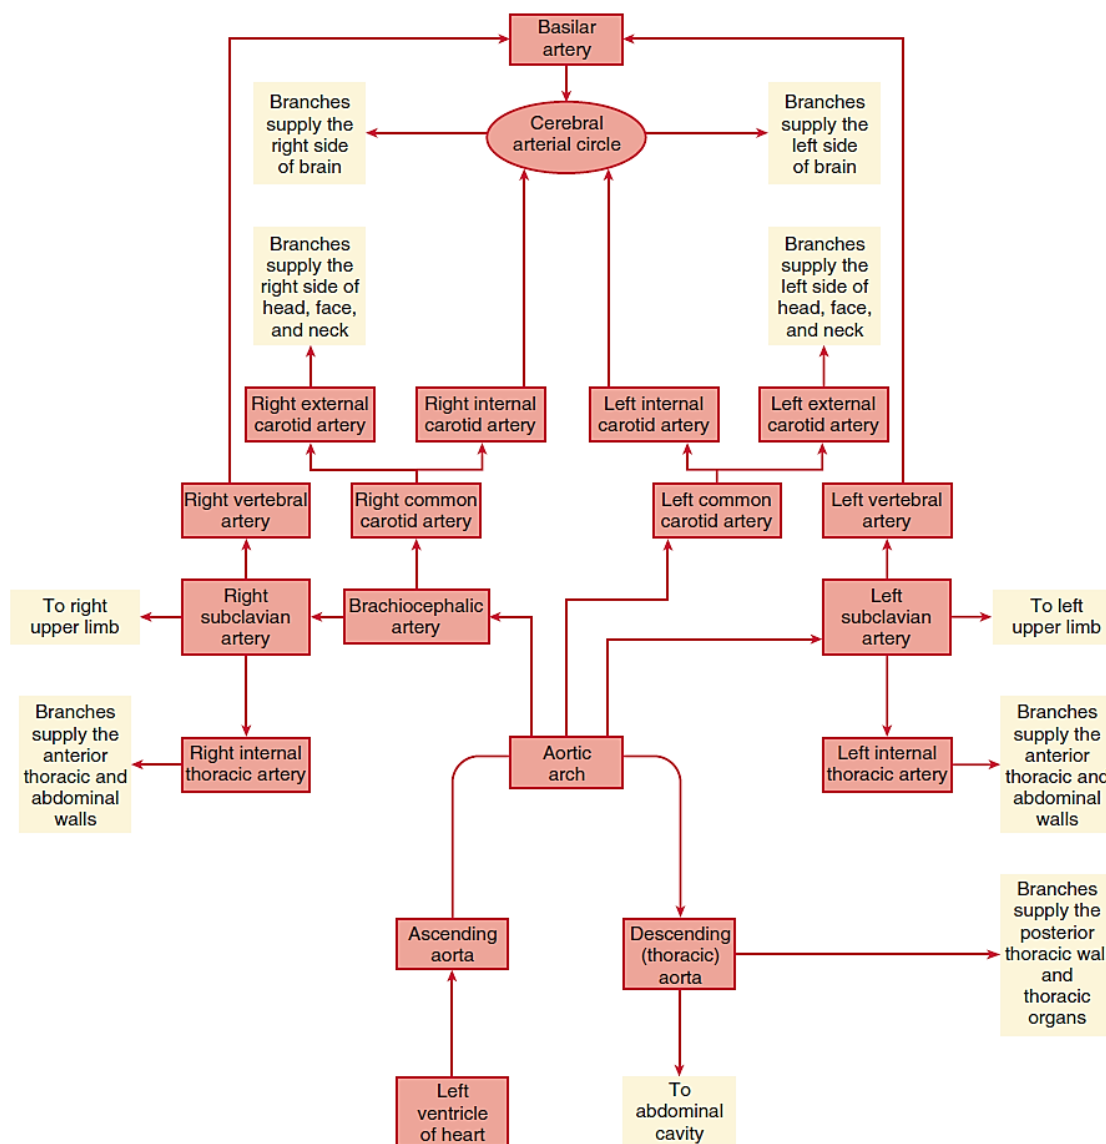 Basilar
artery
Branches
supply the
right side
of brain
Cerebral
arterial circle
Branches
supply the
left side
of brain
Branches
supply the
right side of
head, face,
and neck
Branches
supply the
left side of
head, face,
and neck
Right external
carotid artery
Right internal
carotid artery
Left internal
carotid artery
Left external
carotid artery
Right vertebral
artery
Right common
carotid artery
Left common
carotid artery
Left vertebral
artery
To right
upper limb
Right
subclavian
artery
Brachiocephalic
artery
Left
subclavian
artery
To left
upper limb
Branches
supply the
anterior
thoracic and
abdominal
walls
Right internal
thoracic artery
Aortic
arch
Left internal
thoracic artery
Branches
supply the
anterior
thoracic and
abdominal
walls
Ascending
aorta
Descending
(thoracic)
aorta
Branches
supply the
posterior
thoracic wal
and
thoracic
organs
Left
ventricle
of heart
To
abdominal
cavity